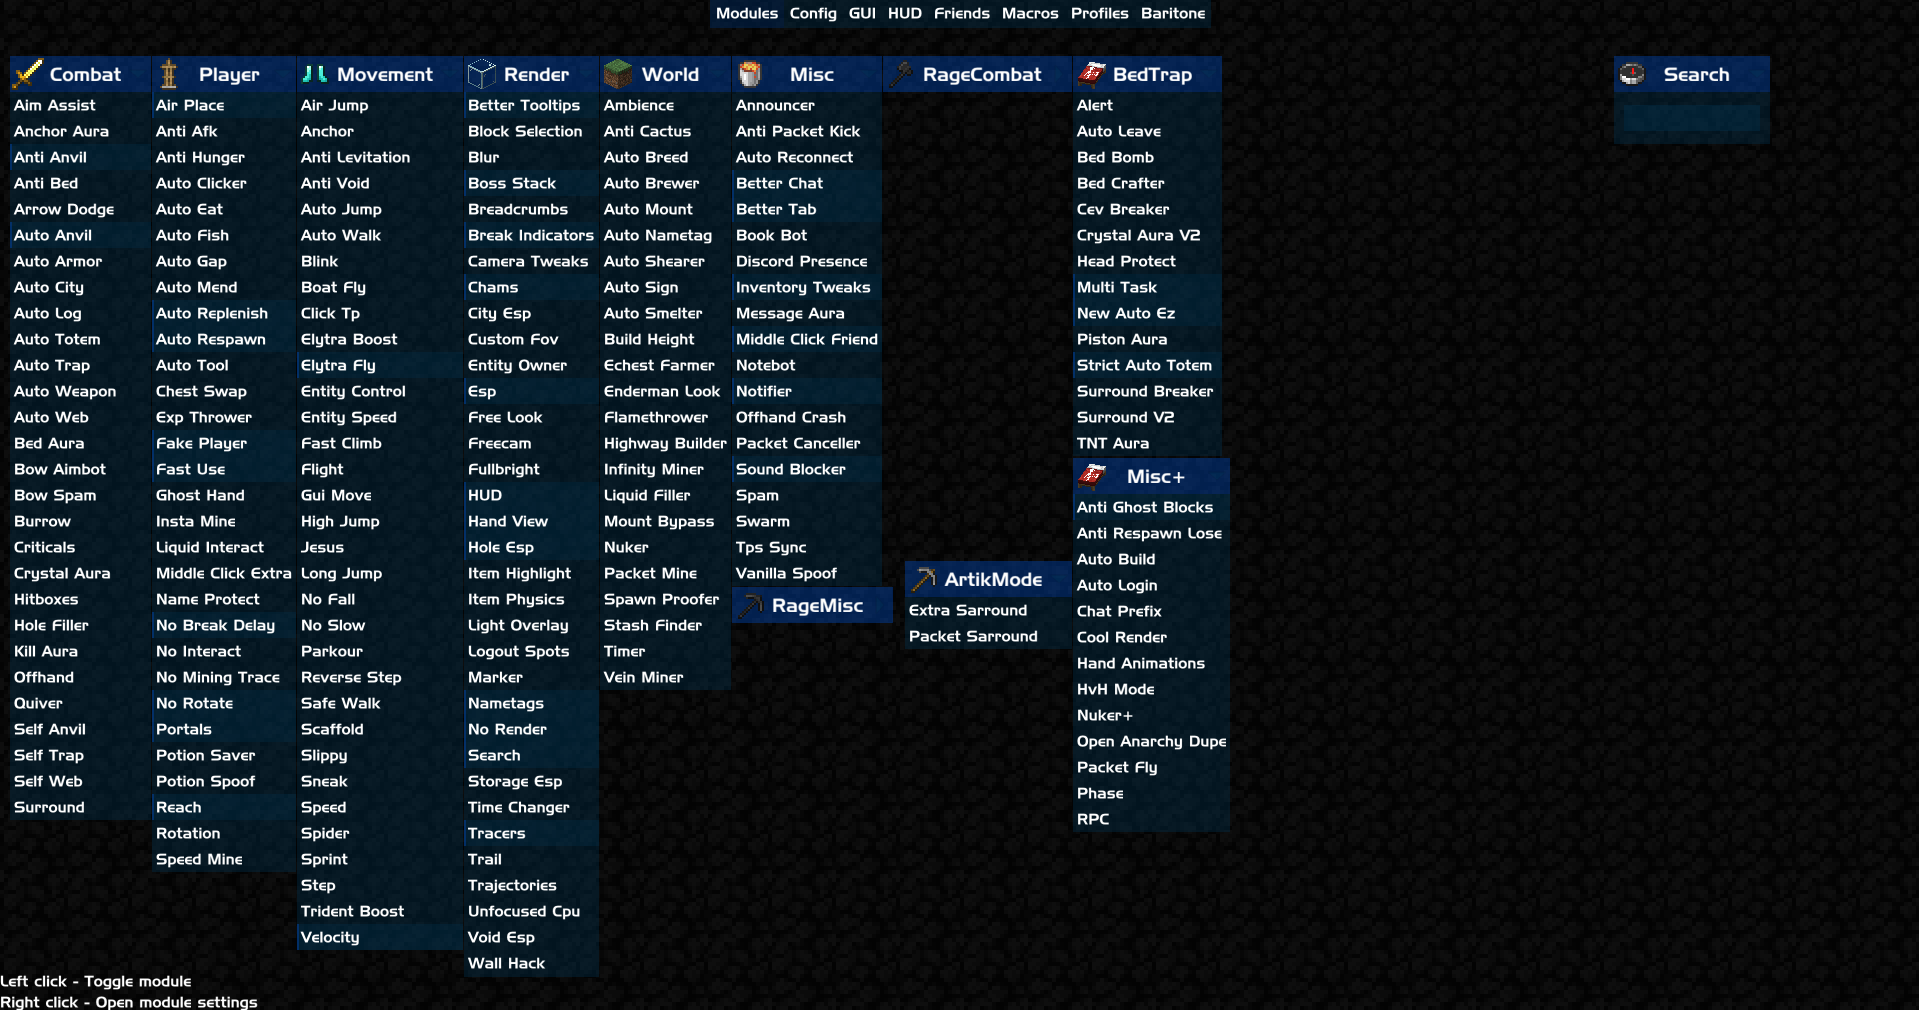 Modules Config GUI HUD Friends Macros Profiles Baritone
Combat
Aim Assist
Anchor Aura
Anti Anvil
Anti Bed
Arrow Dodge
Auto Anvil
Auto Armor
Auto City
Auto Log
Auto Totem
Auto Trap
Auto Weapon
Auto Web
Bed Aura
Bow Aimbot
Bow Spam
Burrow
Criticals
Crystal Aura
Hitboxes
Hole Filler
Kill Aura
Offhand
Quiver
Self Anvil
Self Trap
Self Web
Surround
Player
Air Place
Anti Afk
Anti Hunger
Auto Clicker
Auto Eat
Auto Fish
Auto Gap
Auto Mend
Auto Replenish
Auto Respawn
Auto Tool
Chest Swap
Exp Thrower
Fake Player
Fast Use
Ghost Hand
Insta Mine
Liquid Interact
Middle Click Extra
Name Protect
No Break Delay
No Interact
No Mining Trace
No Rotate
Portals
Potion Saver
Potion Spoof
Reach
Rotation
Speed Mine
Movement
Air Jump
Anchor
Anti Levitation
Anti Void
Auto Jump
Auto Walk
Blink
Boat Fly
Click Tp
Elytra Boost
Elytra Fly
Entity Control
Entity Speed
Fast Climb
Flight
Gui Move
High Jump
Jesus
Long Jump
No Fall
No Slow
Parkour
Reverse Step
Safe Walk
Scaffold
Slippy
Sneak
Speed
Spider
Sprint
Step
Trident Boost
Velocity
Render
Better Tooltips
Block Selection
Blur
Boss Stack
Breadcrumbs
Break Indicators
Camera Tweaks
Chams
City Esp
Custom Fov
Entity Owner
Esp
Free Look
Freecam
Fullbright
HUD
Hand View
Hole Esp
Item Highlight
Item Physics
Light Overlay
Logout Spots
Marker
Nametags
No Render
Search
Storage Esp
Time Changer
Tracers
Trail
Trajectories
Unfocused Cpu
Void Esp
Wall Hack
World
Ambience
Anti Cactus
Auto Breed
Auto Brewer
Auto Mount
Auto Nametag
Auto Shearer
Auto Sign
Auto Smelter
Build Height
Echest Farmer
Enderman Look
Flamethrower
Highway Builder
Infinity Miner
Liquid Filler
Mount Bypass
Nuker
Packet Mine
Spawn Proofer
Stash Finder
Timer
Vein Miner
Misc
Announcer
Anti Packet Kick
Auto Reconnect
Better Chat
Better Tab
Book Bot
Discord Presence
Inventory Tweaks
Message Aura
Middle Click Friend
Notebot
Notifier
Offhand Crash
Packet Canceller
Sound Blocker
Spam
Swarm
Tps Sync
Vanilla Spoof
RageMisc
RageCombat
ArtikMode
Extra Sarround
Packet Sarround
BedTrap
Alert
Auto Leave
Bed Bomb
Bed Crafter
Cev Breaker
Crystal Aura V2
Head Protect
Multi Task
New Auto Ez
Piston Aura
Strict Auto Totem
Surround Breaker
Surround V2
TNT Aura
Misc+
Anti Ghost Blocks
Anti Respawn Lose
Auto Build
Auto Login
Chat Prefix
Cool Render
Hand Animations
HvH Mode
Nuker+
Open Anarchy Dupe
Packet Fly
Phase
RPC
Search
Left click - Toggle module
Right click - Open module settings